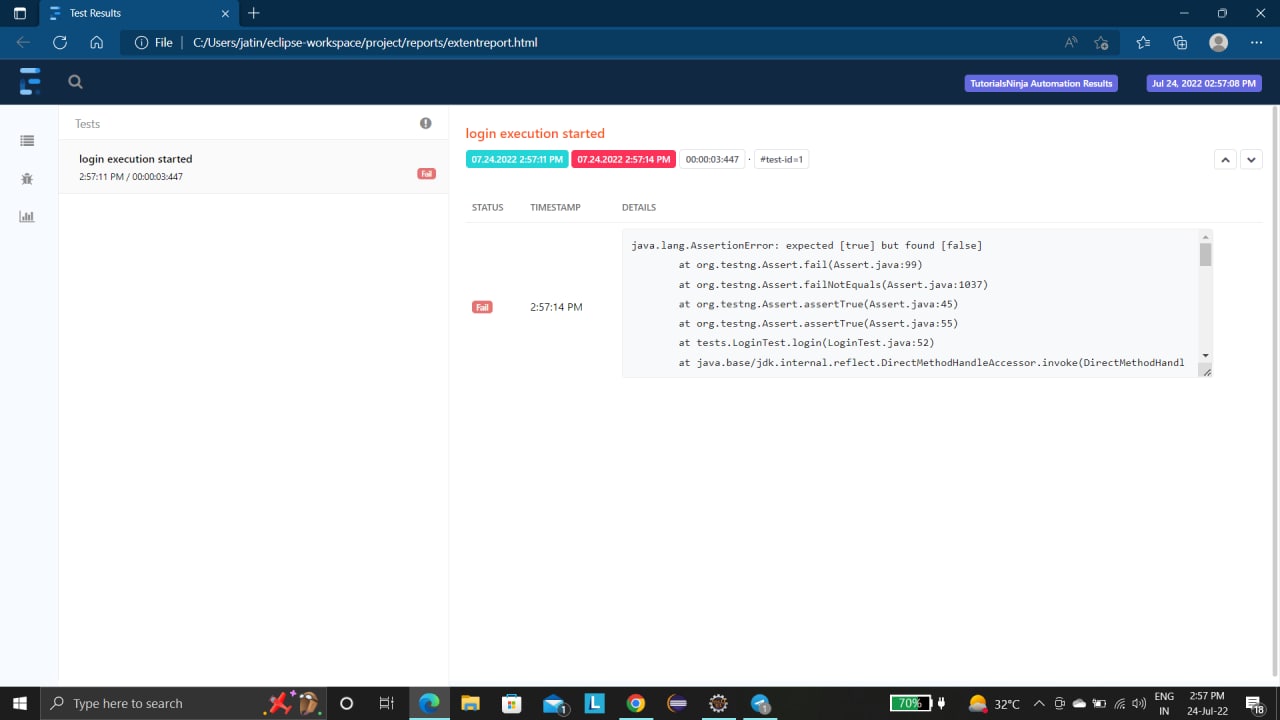 Test Results
File
C:/Users/jatin/eclipse-workspace/project/reports/extentreport.html
TutorialsNinja Automation Results
Jul 24, 2022 02:57:08 PM
Tests
login execution started
2:57:11 PM / 00:00:03:447
Fail
login execution started
07.24.2022 2:57:11 PM
07.24.2022 2:57:14 PM
00:00:03:447
· #test-id=1
STATUS TIMESTAMP DETAILS
Fail
2:57:14 PM
java.lang.AssertionError: expected [true] but found [false]
at org.testng.Assert.fail(Assert.java:99)
at org.testng.Assert.failNotEquals(Assert.java:1037)
at org.testng.Assert.assertTrue(Assert.java:45)
at org.testng.Assert.assertTrue(Assert.java:55)
at tests.LoginTest.login(LoginTest.java:52)
at java.base/jdk.internal.reflect.DirectMethodHandleAccessor.invoke(DirectMethodHandl
Type here to search
1
L
1
70%
32°C
ENG
IN
2:57 PM
24-Jul-22
18